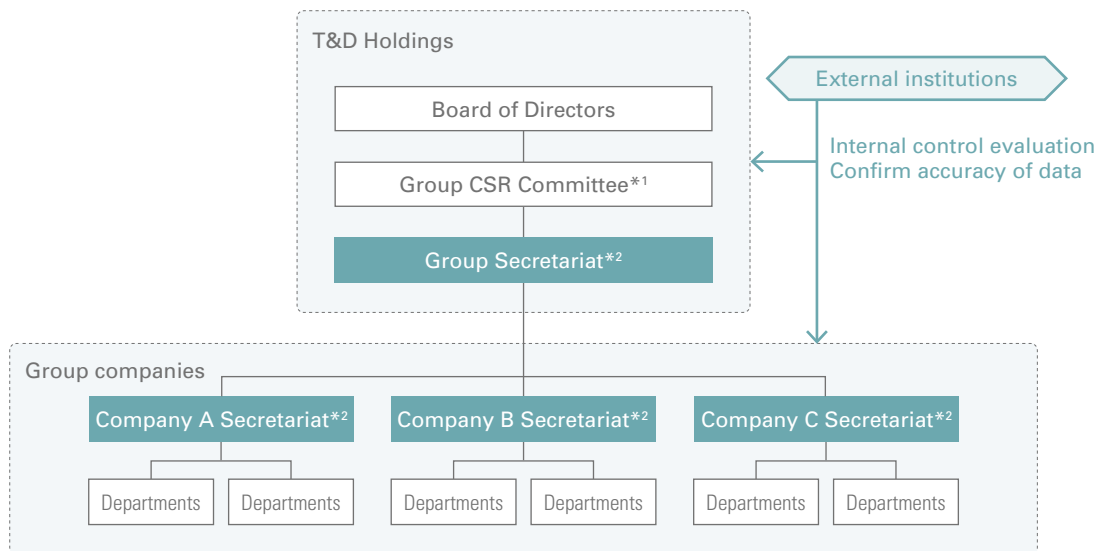 T&D Holdings
External institutions
Board of Directors
Internal control evaluation
Confirm accuracy of data
Group CSR Committee*1
Group Secretariat*2
Group companies
Company A Secretariat*2
Company B Secretariat*2
Company C Secretariat*2
Departments
Departments
Departments
Departments
Departments
Departments